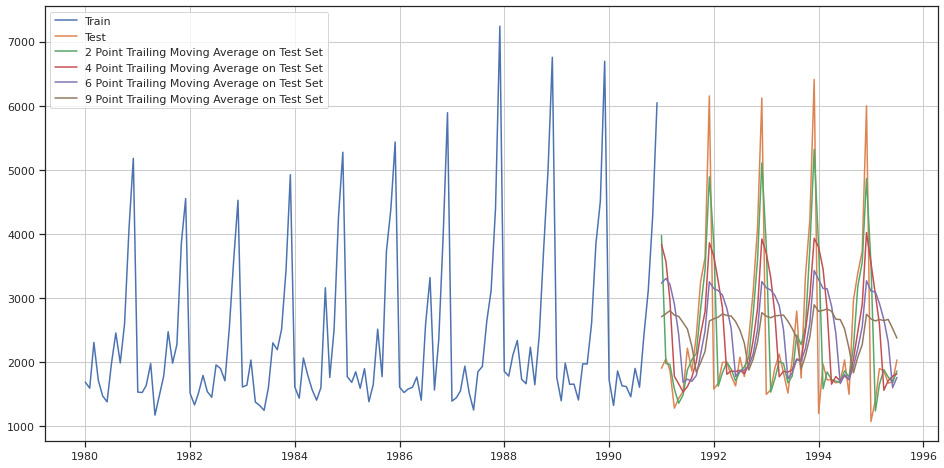 Train
Test
2 Point Trailing Moving Average on Test Set
4 Point Trailing Moving Average on Test Set
6 Point Trailing Moving Average on Test Set
9 Point Trailing Moving Average on Test Set
7000
6000
5000
4000
3000
2000
1000
1980 1982 1984 1986 1988 1990 1992 1994 1996